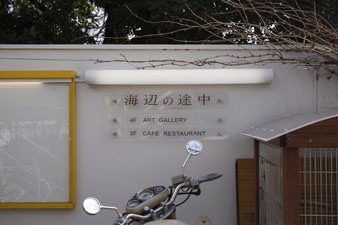 海辺の途中
4F ART GALLERY
3F CAFE RESTAURANT